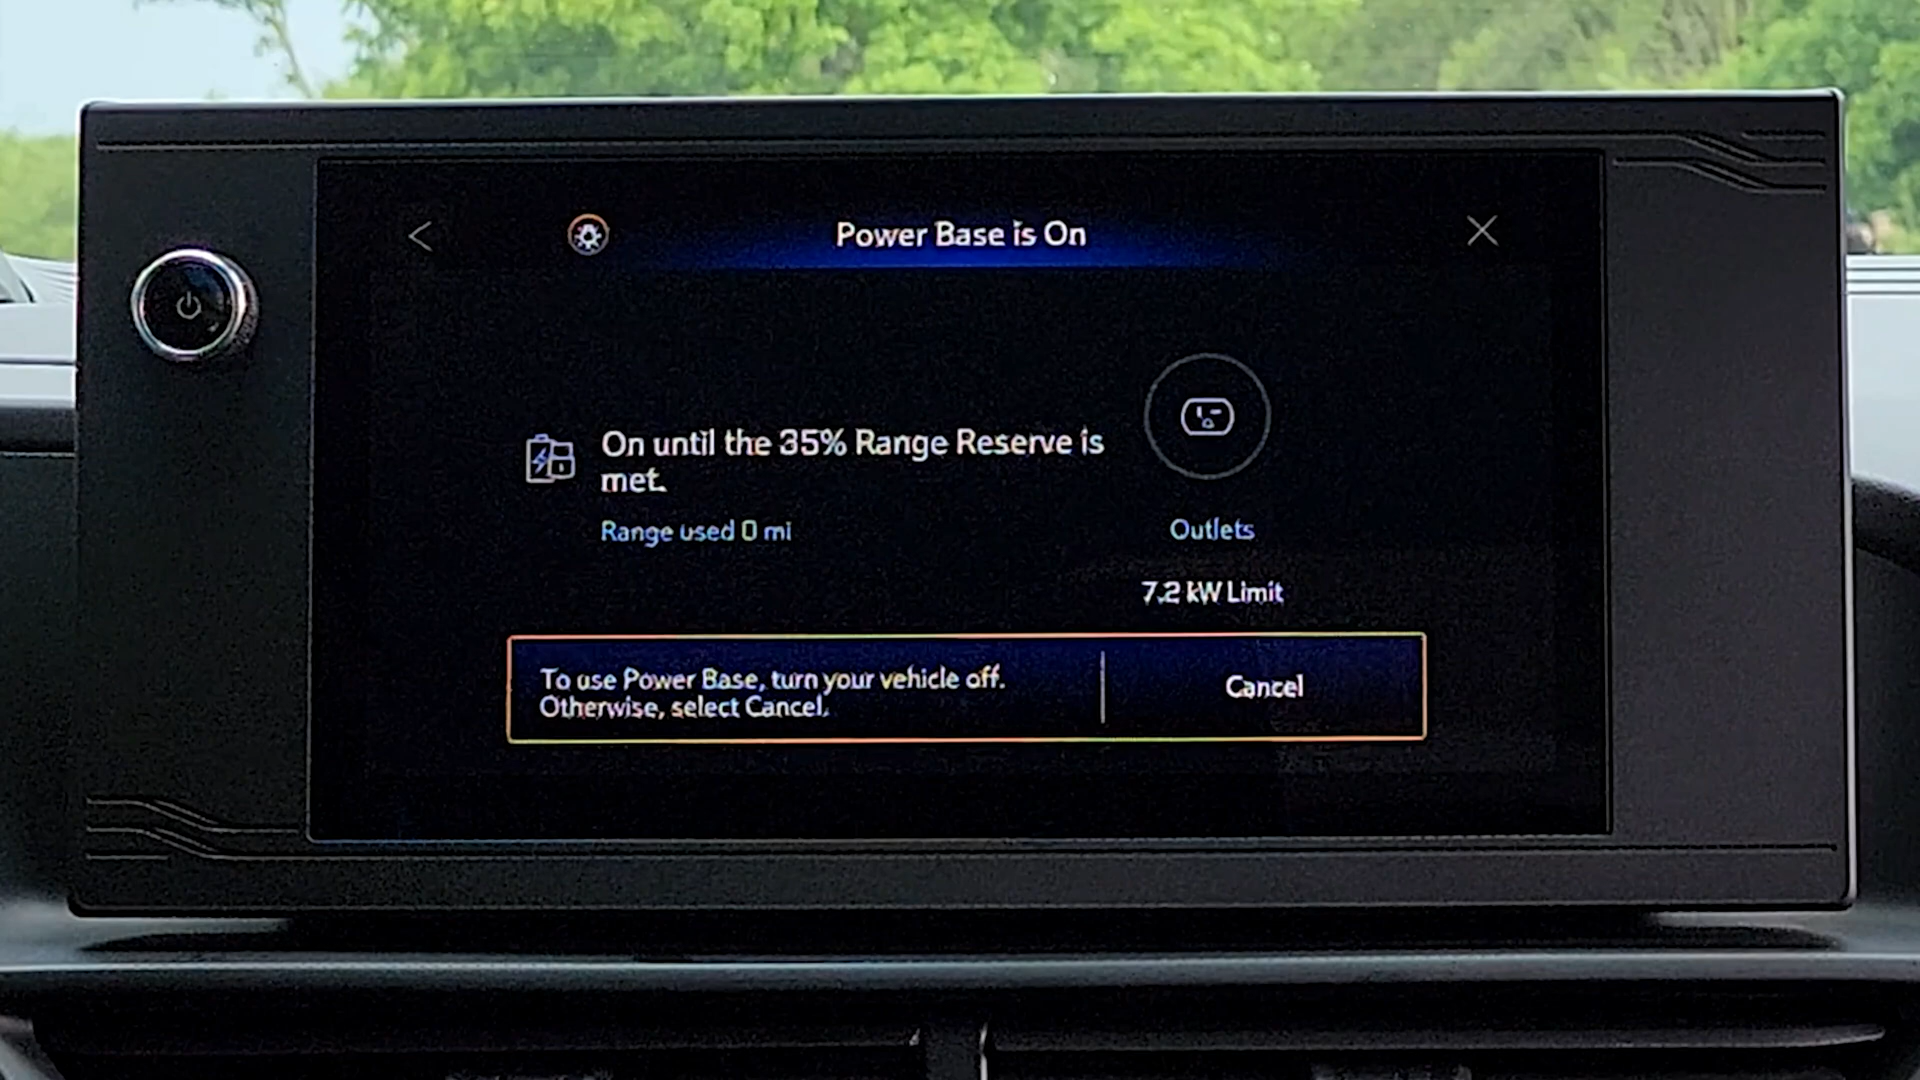 Power Base is On
On until the 35% Range Reserve is
met.
Range used 0 mi
Outlets
7.2 kW Limit
To use Power Base, turn your vehicle off.
Otherwise, select Cancel.
Cancel